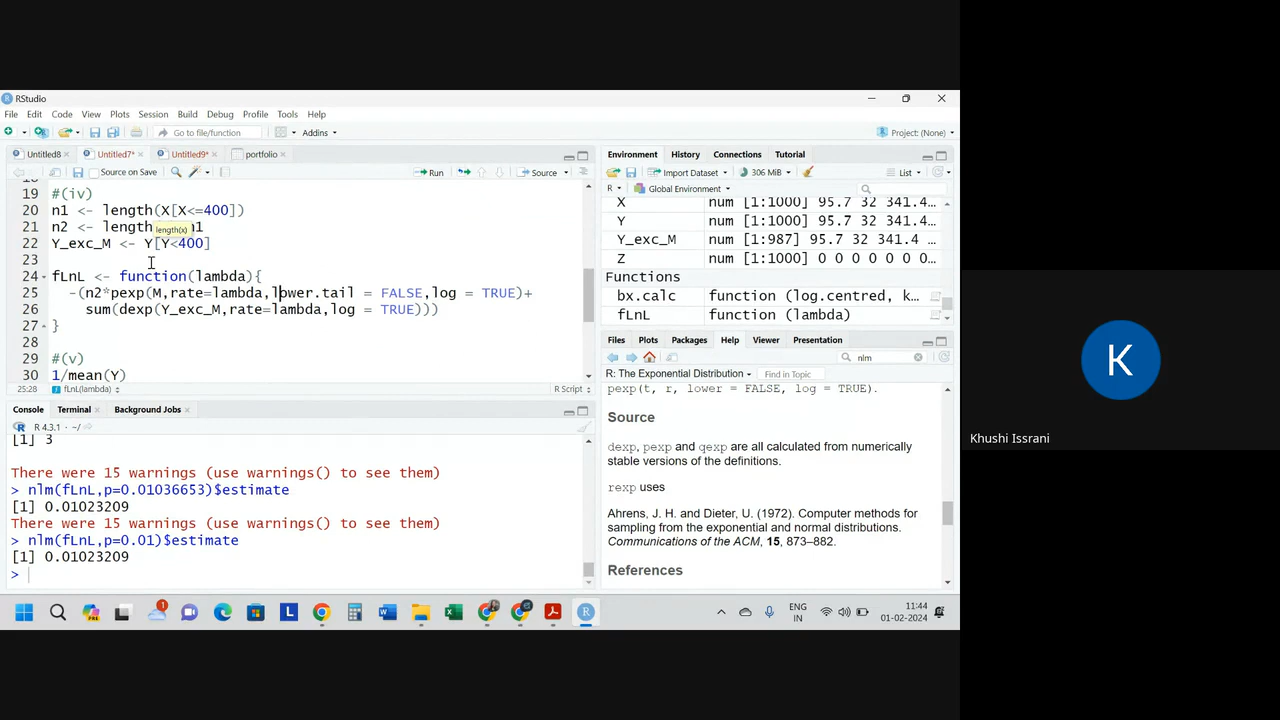 RStudio
File Edit Code View Plots Session Build Debug Profile Tools Help
Go to file/function Addins Project: (None)
Untitled8 Untitled7* Untitled9* portfolio
Source on Save Run Source
19 #(iv)
20 n1 <- length(X[X<=400])
21 n2 <- length n1
length(x)
22 Y_exc_M <- Y[Y<400]
23
24 fLnL <- function(lambda){
25 -(n2*pexp(M,rate=lambda,lower.tail = FALSE,log = TRUE)+
26 sum(dexp(Y_exc_M,rate=lambda,log = TRUE)))
27 }
28
29 #(v)
30 1/mean(Y)
25:28 fLnL(lambda) R Script
Console Terminal Background Jobs
R 4.3.1 · ~/
[1] 3
There were 15 warnings (use warnings() to see them)
> nlm(fLnL,p=0.01036653)$estimate
[1] 0.01023209
There were 15 warnings (use warnings() to see them)
> nlm(fLnL,p=0.01)$estimate
[1] 0.01023209
>
Environment History Connections Tutorial
Import Dataset 306 MiB List
R Global Environment
X num [1:1000] 95.7 32 341.4...
Y num [1:1000] 95.7 32 341.4...
Y_exc_M num [1:987] 95.7 32 341.4 ...
Z num [1:1000] 0 0 0 0 0 0...
Functions
bx.calc function (log.centred, k...
fLnL function (lambda)
Files Plots Packages Help Viewer Presentation
nlm
R: The Exponential Distribution Find in Topic
pexp(t, r, lower = FALSE, log = TRUE).
Source
dexp, pexp and qexp are all calculated from numerically
stable versions of the definitions.
rexp uses
Ahrens, J. H. and Dieter, U. (1972). Computer methods for
sampling from the exponential and normal distributions.
Communications of the ACM, 15, 873–882.
References
ENG
IN
11:44
01-02-2024
K
Khushi Issrani